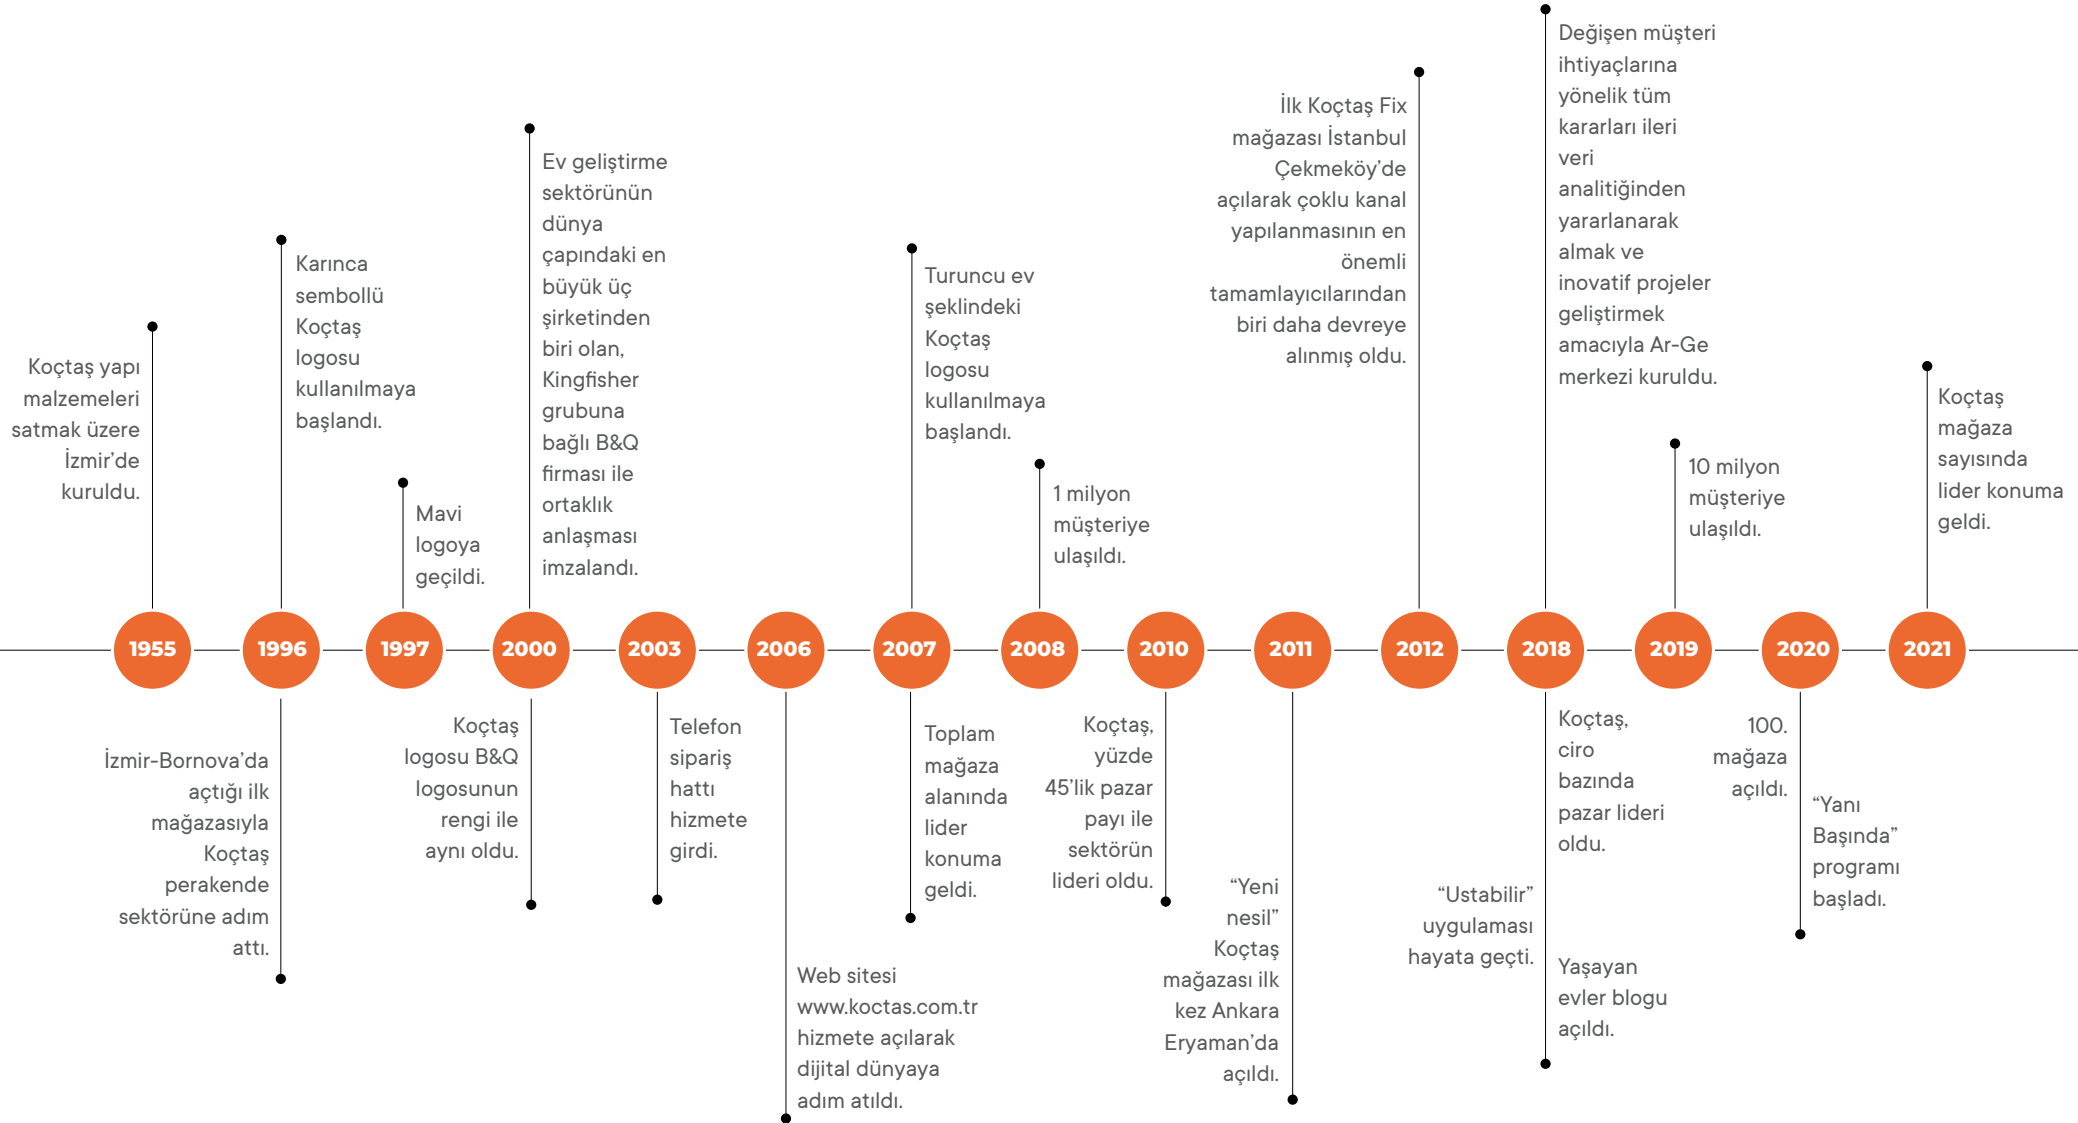 Koçtaş yapı
malzemeleri
satmak üzere
İzmir'de
kuruldu.
Karınca
sembollü
Koçtaş
logosu
kullanılmaya
başlandı.
Mavi
logoya
geçildi.
Ev geliştirme
sektörünün
dünya
çapındaki en
büyük üç
şirketinden
biri olan,
Kingfisher
grubuna
bağlı B&Q
firması ile
ortaklık
anlaşması
imzalandı.
Turuncu ev
şeklindeki
Koçtaş
logosu
kullanılmaya
başlandı.
1 milyon
müşteriye
ulaşıldı.
İlk Koçtaş Fix
mağazası İstanbul
Çekmeköy'de
açılarak çoklu kanal
yapılanmasının en
önemli
tamamlayıcılarından
biri daha devreye
alınmış oldu.
Değişen müşteri
ihtiyaçlarına
yönelik tüm
kararları ileri
veri
analitiğinden
yararlanarak
almak ve
inovatif projeler
geliştirmek
amacıyla Ar-Ge
merkezi kuruldu.
10 milyon
müşteriye
ulaşıldı.
Koçtaş
mağaza
sayısında
lider konuma
geldi.
1955 1996 1997 2000 2003 2006 2007 2008 2010 2011 2012 2018 2019 2020 2021
İzmir-Bornova'da
açtığı ilk
mağazasıyla
Koçtaş
perakende
sektörüne adım
attı.
Koçtaş
logosu B&Q
logosunun
rengi ile
aynı oldu.
Telefon
sipariş
hattı
hizmete
girdi.
Web sitesi
www.koctas.com.tr
hizmete açılarak
dijital dünyaya
adım atıldı.
Toplam
mağaza
alanında
lider
konuma
geldi.
Koçtaş,
yüzde
45'lik pazar
payı ile
sektörün
lideri oldu.
“Yeni
nesil”
Koçtaş
mağazası ilk
kez Ankara
Eryaman'da
açıldı.
“Ustabilir”
uygulaması
hayata geçti.
Koçtaş,
ciro
bazında
pazar lideri
oldu.
Yaşayan
evler blogu
açıldı.
100.
mağaza
açıldı.
“Yanı
Başında”
programı
başladı.